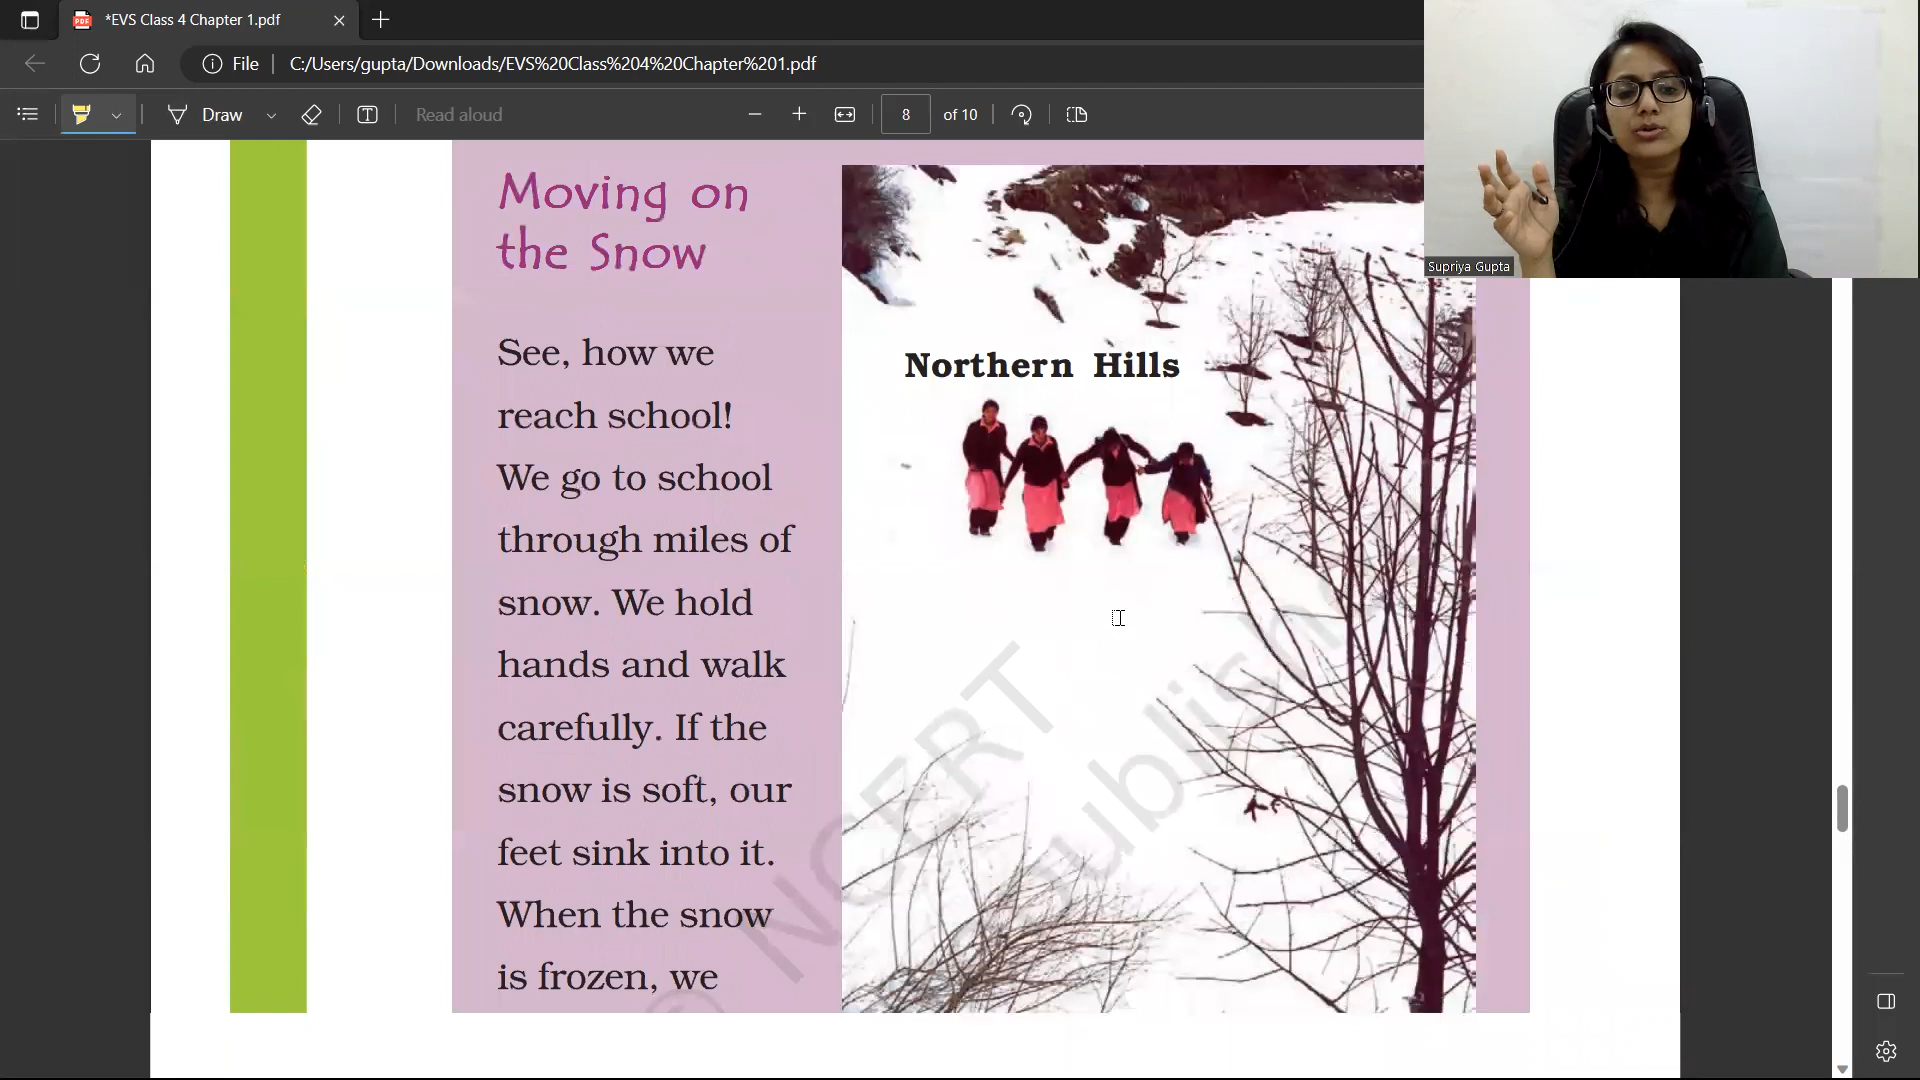 *EVS Class 4 Chapter 1.pdf
File
C:/Users/gupta/Downloads/EVS%20Class%204%20Chapter%201.pdf
Draw
Read aloud
8 of 10
Supriya Gupta
Moving on
the Snow
See, how we
reach school!
We go to school
through miles of
snow. We hold
hands and walk
carefully. If the
snow is soft, our
feet sink into it.
When the snow
is frozen, we
Northern Hills
© NCERT